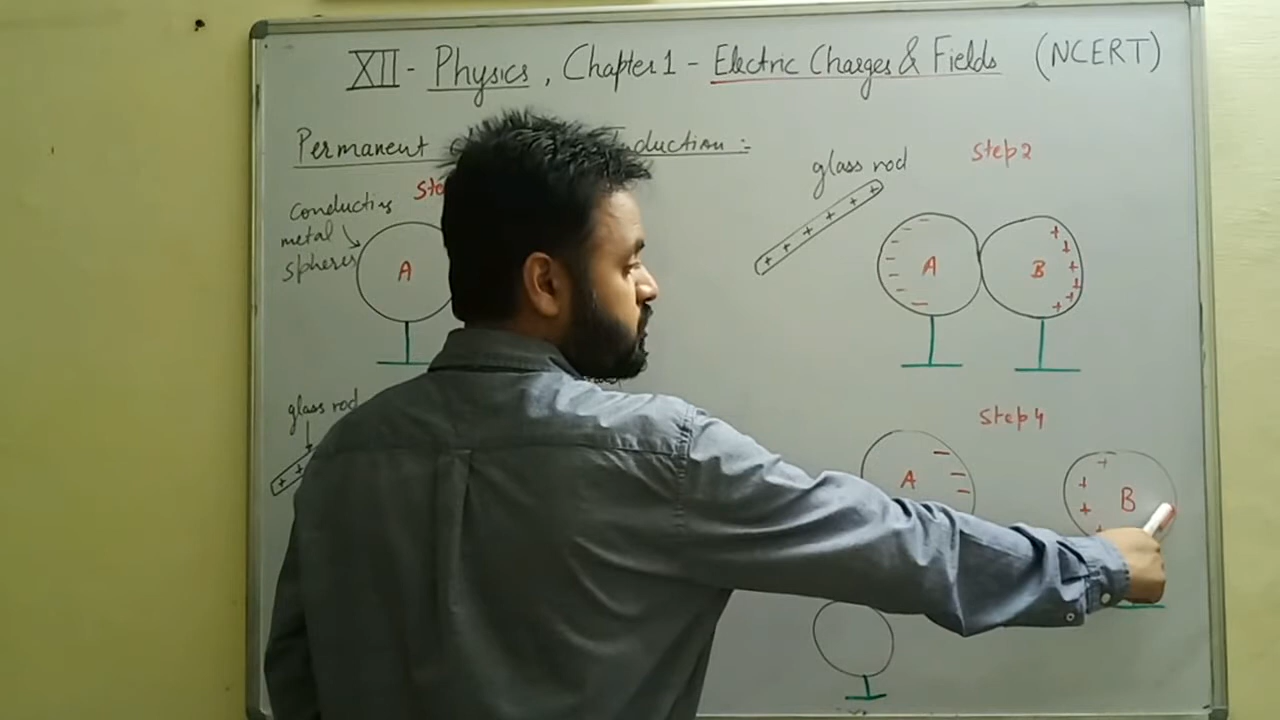 XII - Physics, Chapter 1 - Electric Charges & Fields (NCERT)
Permanent
Conducting
metal
spheres
A
glass rod
+ +
glass rod
+ + + + + +
Step 2
A
- - - - - - -
B
+ + + + + +
Step 4
A
- - -
B
+ + + +